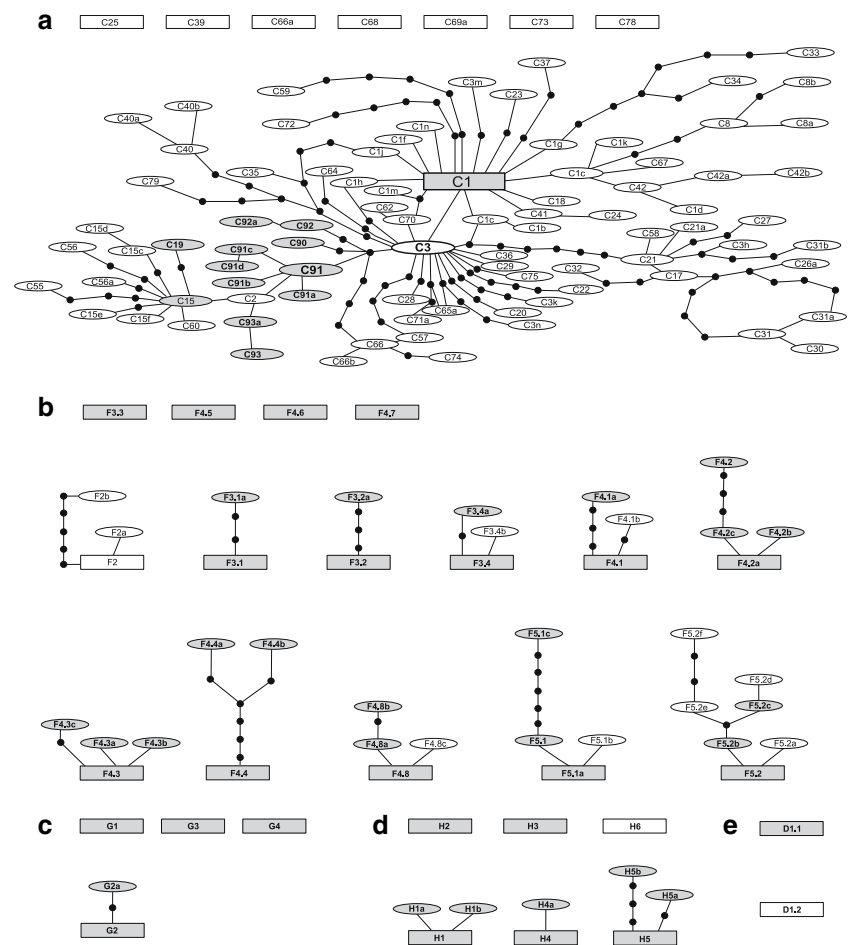 a
C25 C39 C66a C68 C69a C73 C78
C33
C37
C3m
C34
C59
C8b
C23
C40b
C40a
C72
C1n
C8
C8a
C1f
C1g
C1k
C40
C1j
C67
C35 C64
C1c
C42a C42b
C79
C1h
C1
C42
C1m
C18
C1d
C62
C41 C24
C92a
C70
C1c
C92
C1b
C58 C21a
C27
C15d
C90
C3
C19
C91c
C56
C15c
C36
C3h
C31b
C91d
C91
C29
C21
C26a
C32
C75
C17
C55
C56a
C91b
C22
C15
C2
C91a
C28
C3k
C15e
C15f
C65a
C20
C31a
C60
C93a
C71a
C3n
C31
C57
C66
C30
C93
C66b
C74
b
F3.3 F4.5 F4.6 F4.7
F4.2
F2b F3.1a F3.2a F4.1a
F3.4a
F4.1b
F2a
F3.4b
F4.2c F4.2b
F2 F3.1 F3.2 F3.4 F4.1 F4.2a
F5.1c F5.2f
F4.4a F4.4b
F5.2d
F4.8b
F5.2e F5.2c
F4.3c
F4.3a F4.3b
F4.8a F4.8c
F5.1 F5.1b
F5.2b F5.2a
F4.3 F4.4 F4.8 F5.1a F5.2
c
G1 G3 G4
d
H2 H3 H6
e
D1.1
G2a
H5b
H5a
H1a H1b H4a
D1.2
G2 H1 H4 H5